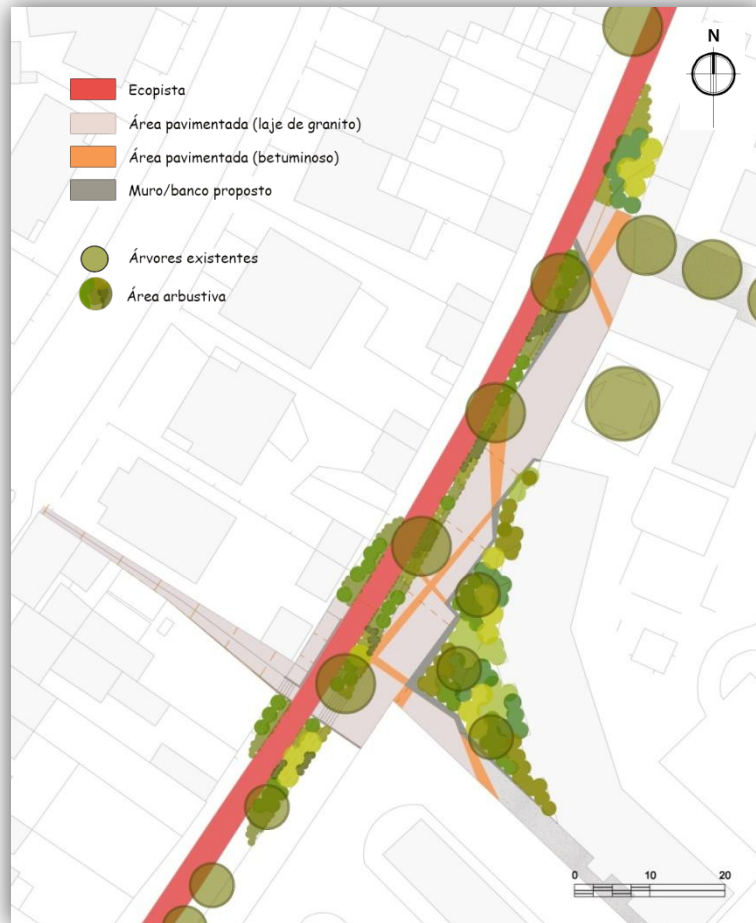 N
Ecopista
Área pavimentada (laje de granito)
Área pavimentada (betuminoso)
Muro/banco proposto
Árvores existentes
Área arbustiva
0 10 20